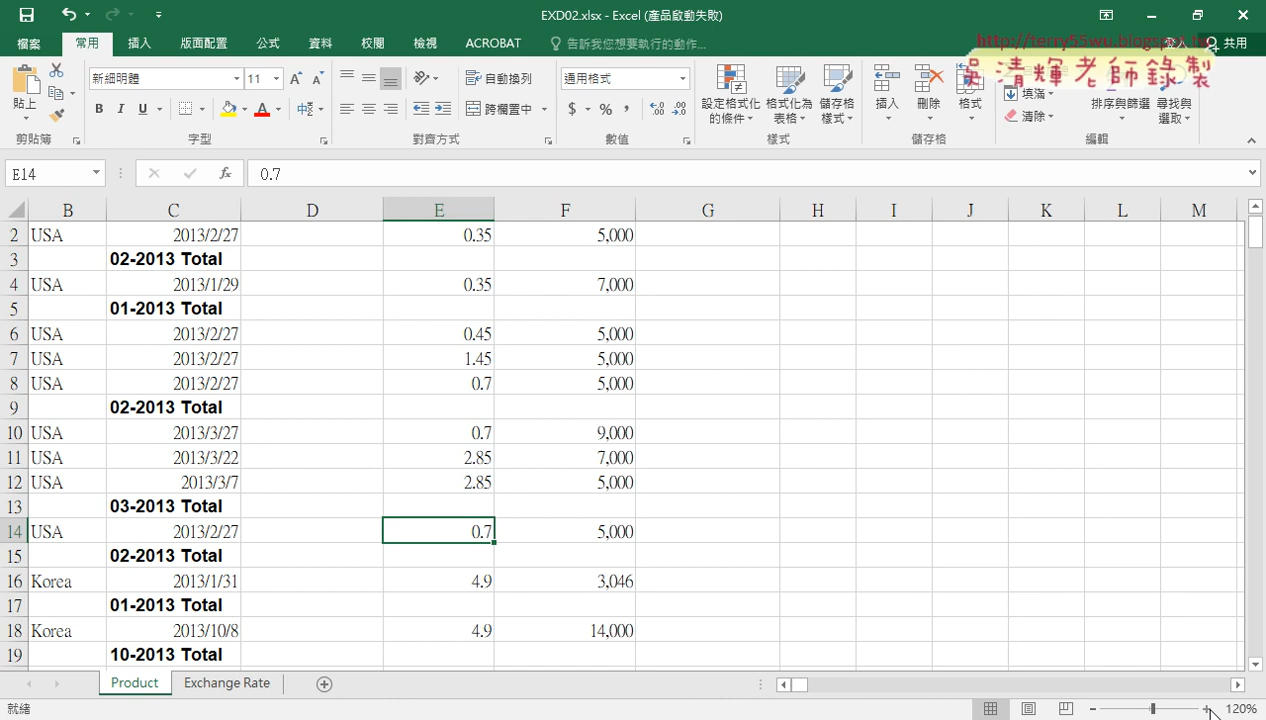 EXD02.xlsx - Excel (產品啟動失敗)
檔案 常用 插入 版面配置 公式 資料 校閱 檢視 ACROBAT 告訴我您想要執行的動作... 登入 共用
http://terry55wu.blogspot.tw
吳清輝老師錄製
新細明體 11 自動換列 通用格式
貼上 跨欄置中 設定格式化的條件 格式化為表格 儲存格樣式 插入 刪除 格式 填滿 清除 排序與篩選 尋找與選取
剪貼簿 字型 對齊方式 數值 樣式 儲存格 編輯
E14 0.7
B C D E F G H I J K L M
2 USA 2013/2/27 0.35 5,000
3 02-2013 Total
4 USA 2013/1/29 0.35 7,000
5 01-2013 Total
6 USA 2013/2/27 0.45 5,000
7 USA 2013/2/27 1.45 5,000
8 USA 2013/2/27 0.7 5,000
9 02-2013 Total
10 USA 2013/3/27 0.7 9,000
11 USA 2013/3/22 2.85 7,000
12 USA 2013/3/7 2.85 5,000
13 03-2013 Total
14 USA 2013/2/27 0.7 5,000
15 02-2013 Total
16 Korea 2013/1/31 4.9 3,046
17 01-2013 Total
18 Korea 2013/10/8 4.9 14,000
19 10-2013 Total
Product Exchange Rate
就緒 120%